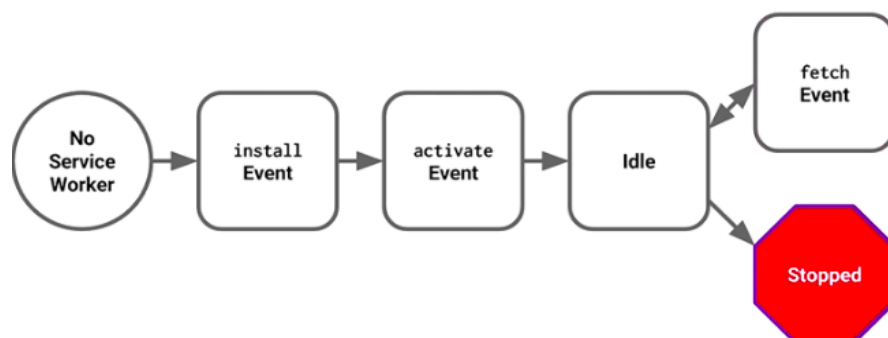 No
Service
Worker
install
Event
activate
Event
Idle
fetch
Event
Stopped